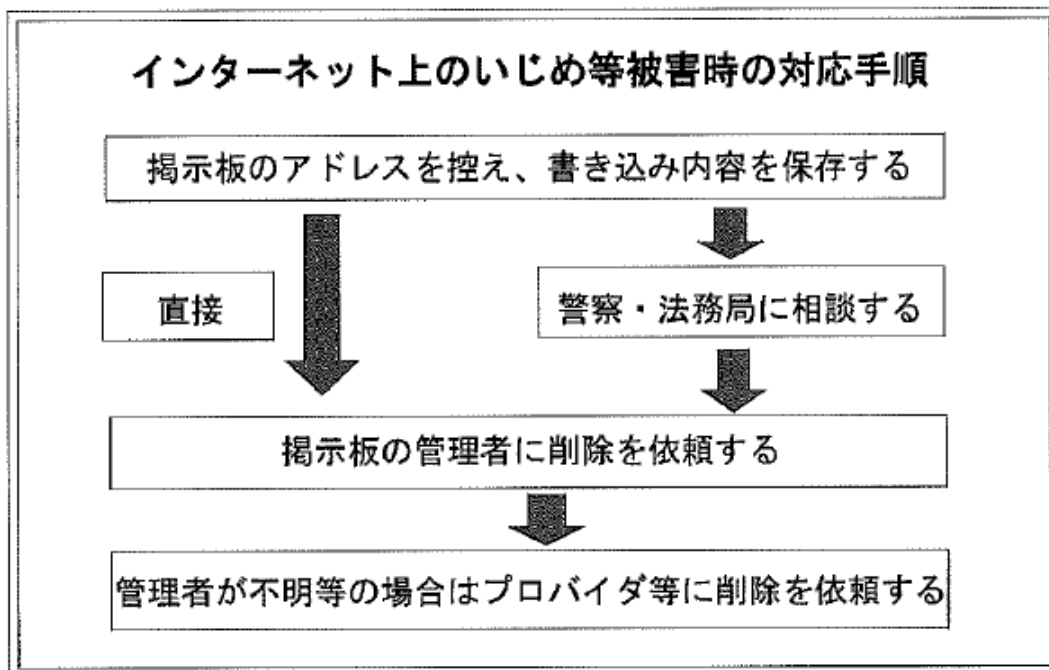 インターネット上のいじめ等被害時の対応手順
掲示板のアドレスを控え、書き込み内容を保存する
直接
警察・法務局に相談する
掲示板の管理者に削除を依頼する
管理者が不明等の場合はプロバイダ等に削除を依頼する